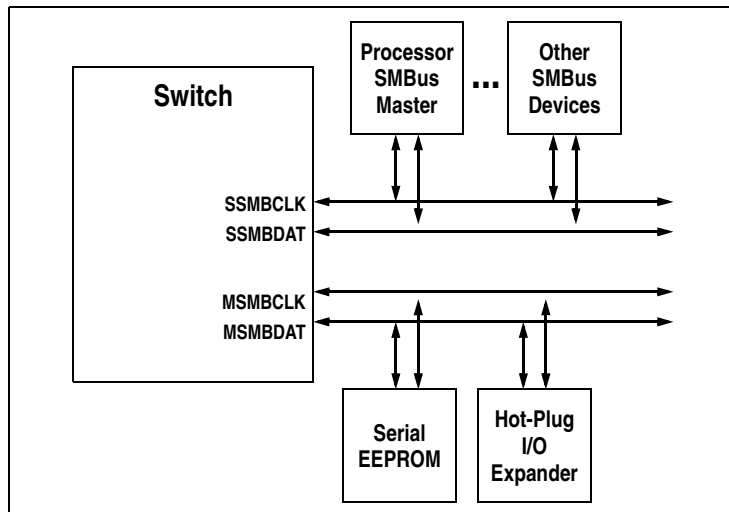 Switch
Processor
SMBus
Master
...
Other
SMBus
Devices
SSMBCLK
SSMBDAT
MSMBCLK
MSMBDAT
Serial
EEPROM
Hot-Plug
I/O
Expander